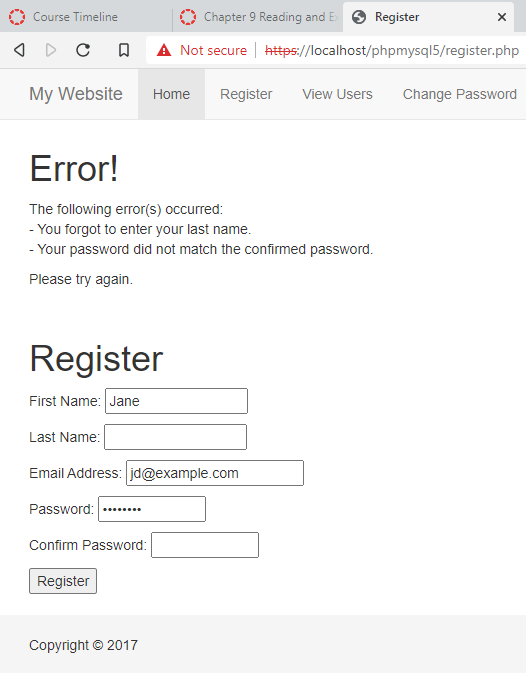 Course Timeline
Chapter 9 Reading and
Register
Not secure https://localhost/phpmysql5/register.php
My Website Home Register View Users Change Password
Error!
The following error(s) occurred:
- You forgot to enter your last name.
- Your password did not match the confirmed password.
Please try again.
Register
First Name: Jane
Last Name:
Email Address: jd@example.com
Password: ••••••••
Confirm Password:
Register
Copyright © 2017